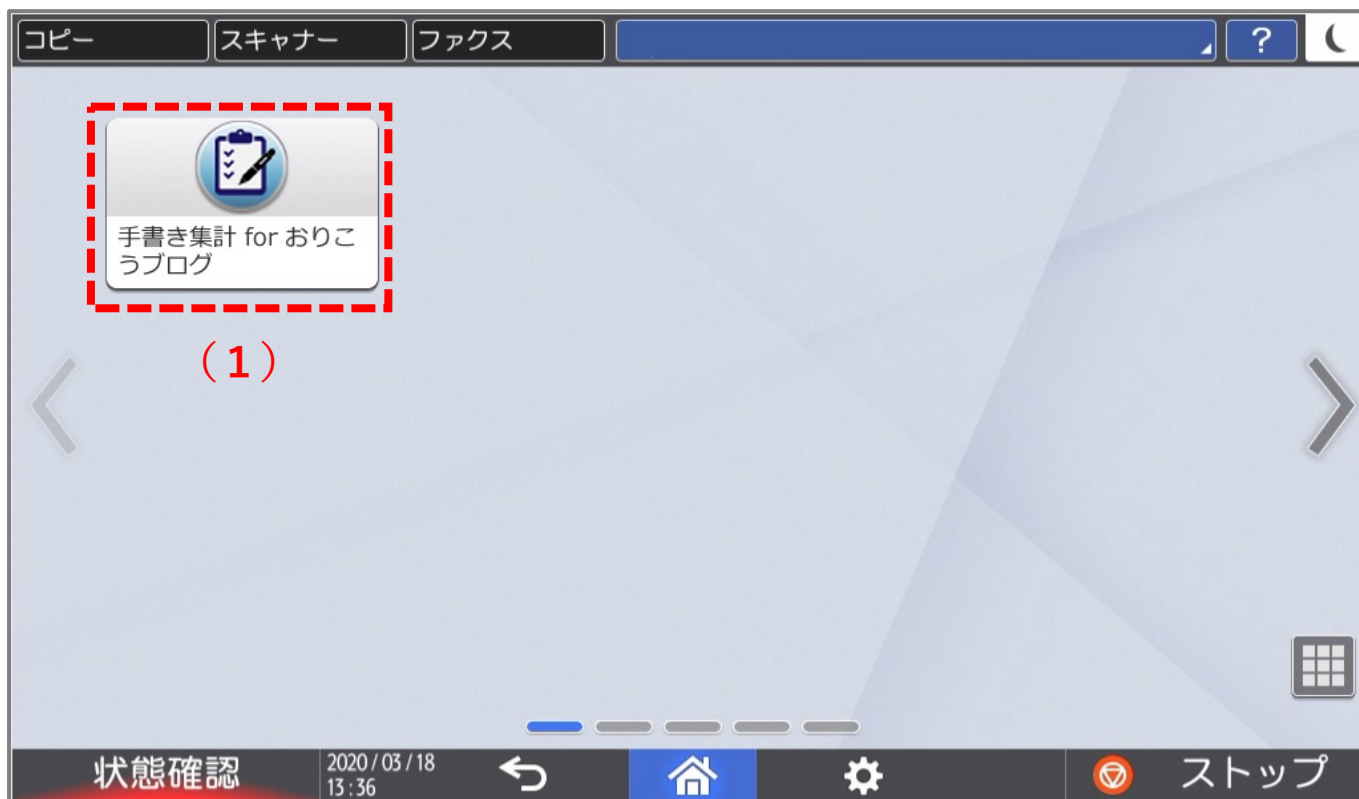 コピー
スキャナー
ファクス
?
手書き集計 for おりこ
うブログ
（1）
状態確認
2020 / 03 / 18
13 : 36
ストップ